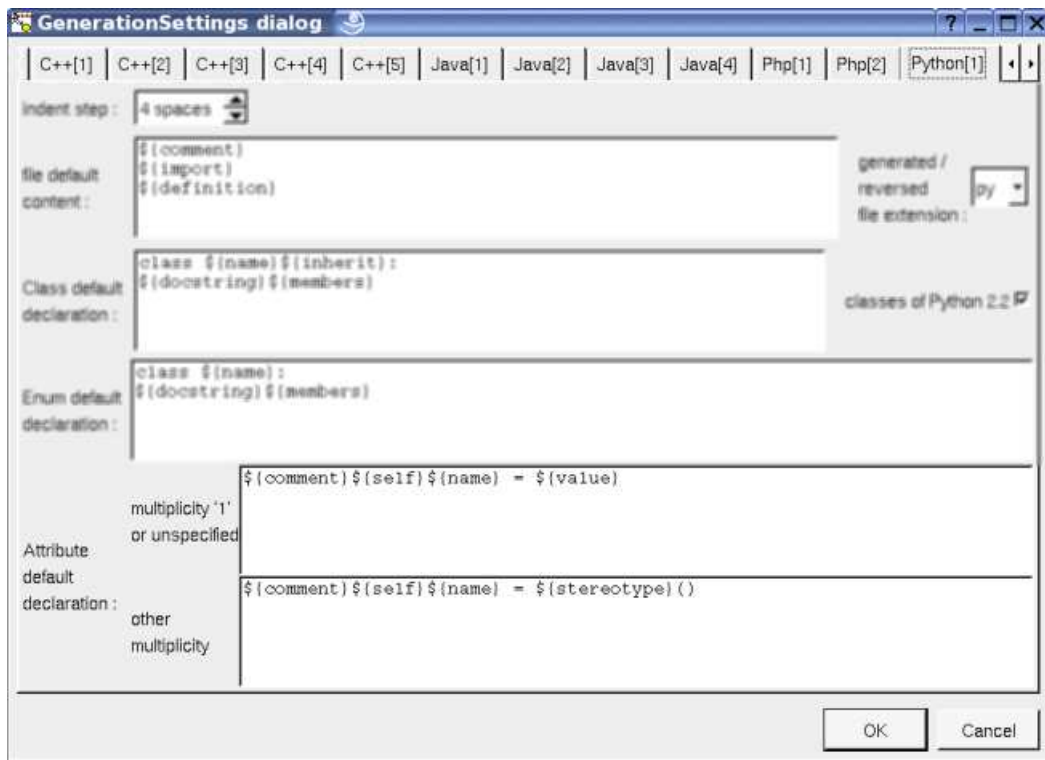 GenerationSettings dialog
C++[1] C++[2] C++[3] C++[4] C++[5] Java[1] Java[2] Java[3] Java[4] Php[1] Php[2] Python[1]
indent step : 4 spaces
file default
content :
${comment}
${import}
${definition}
generated /
reversed
file extension :
py
Class default
declaration :
class ${name}${inherit}:
${docstring}${members}
classes of Python 2.2
Enum default
declaration :
class ${name}:
${docstring}${members}
Attribute
default
declaration :
multiplicity '1'
or unspecified
${comment}${self}${name} = ${value}
other
multiplicity
${comment}${self}${name} = ${stereotype}()
OK Cancel